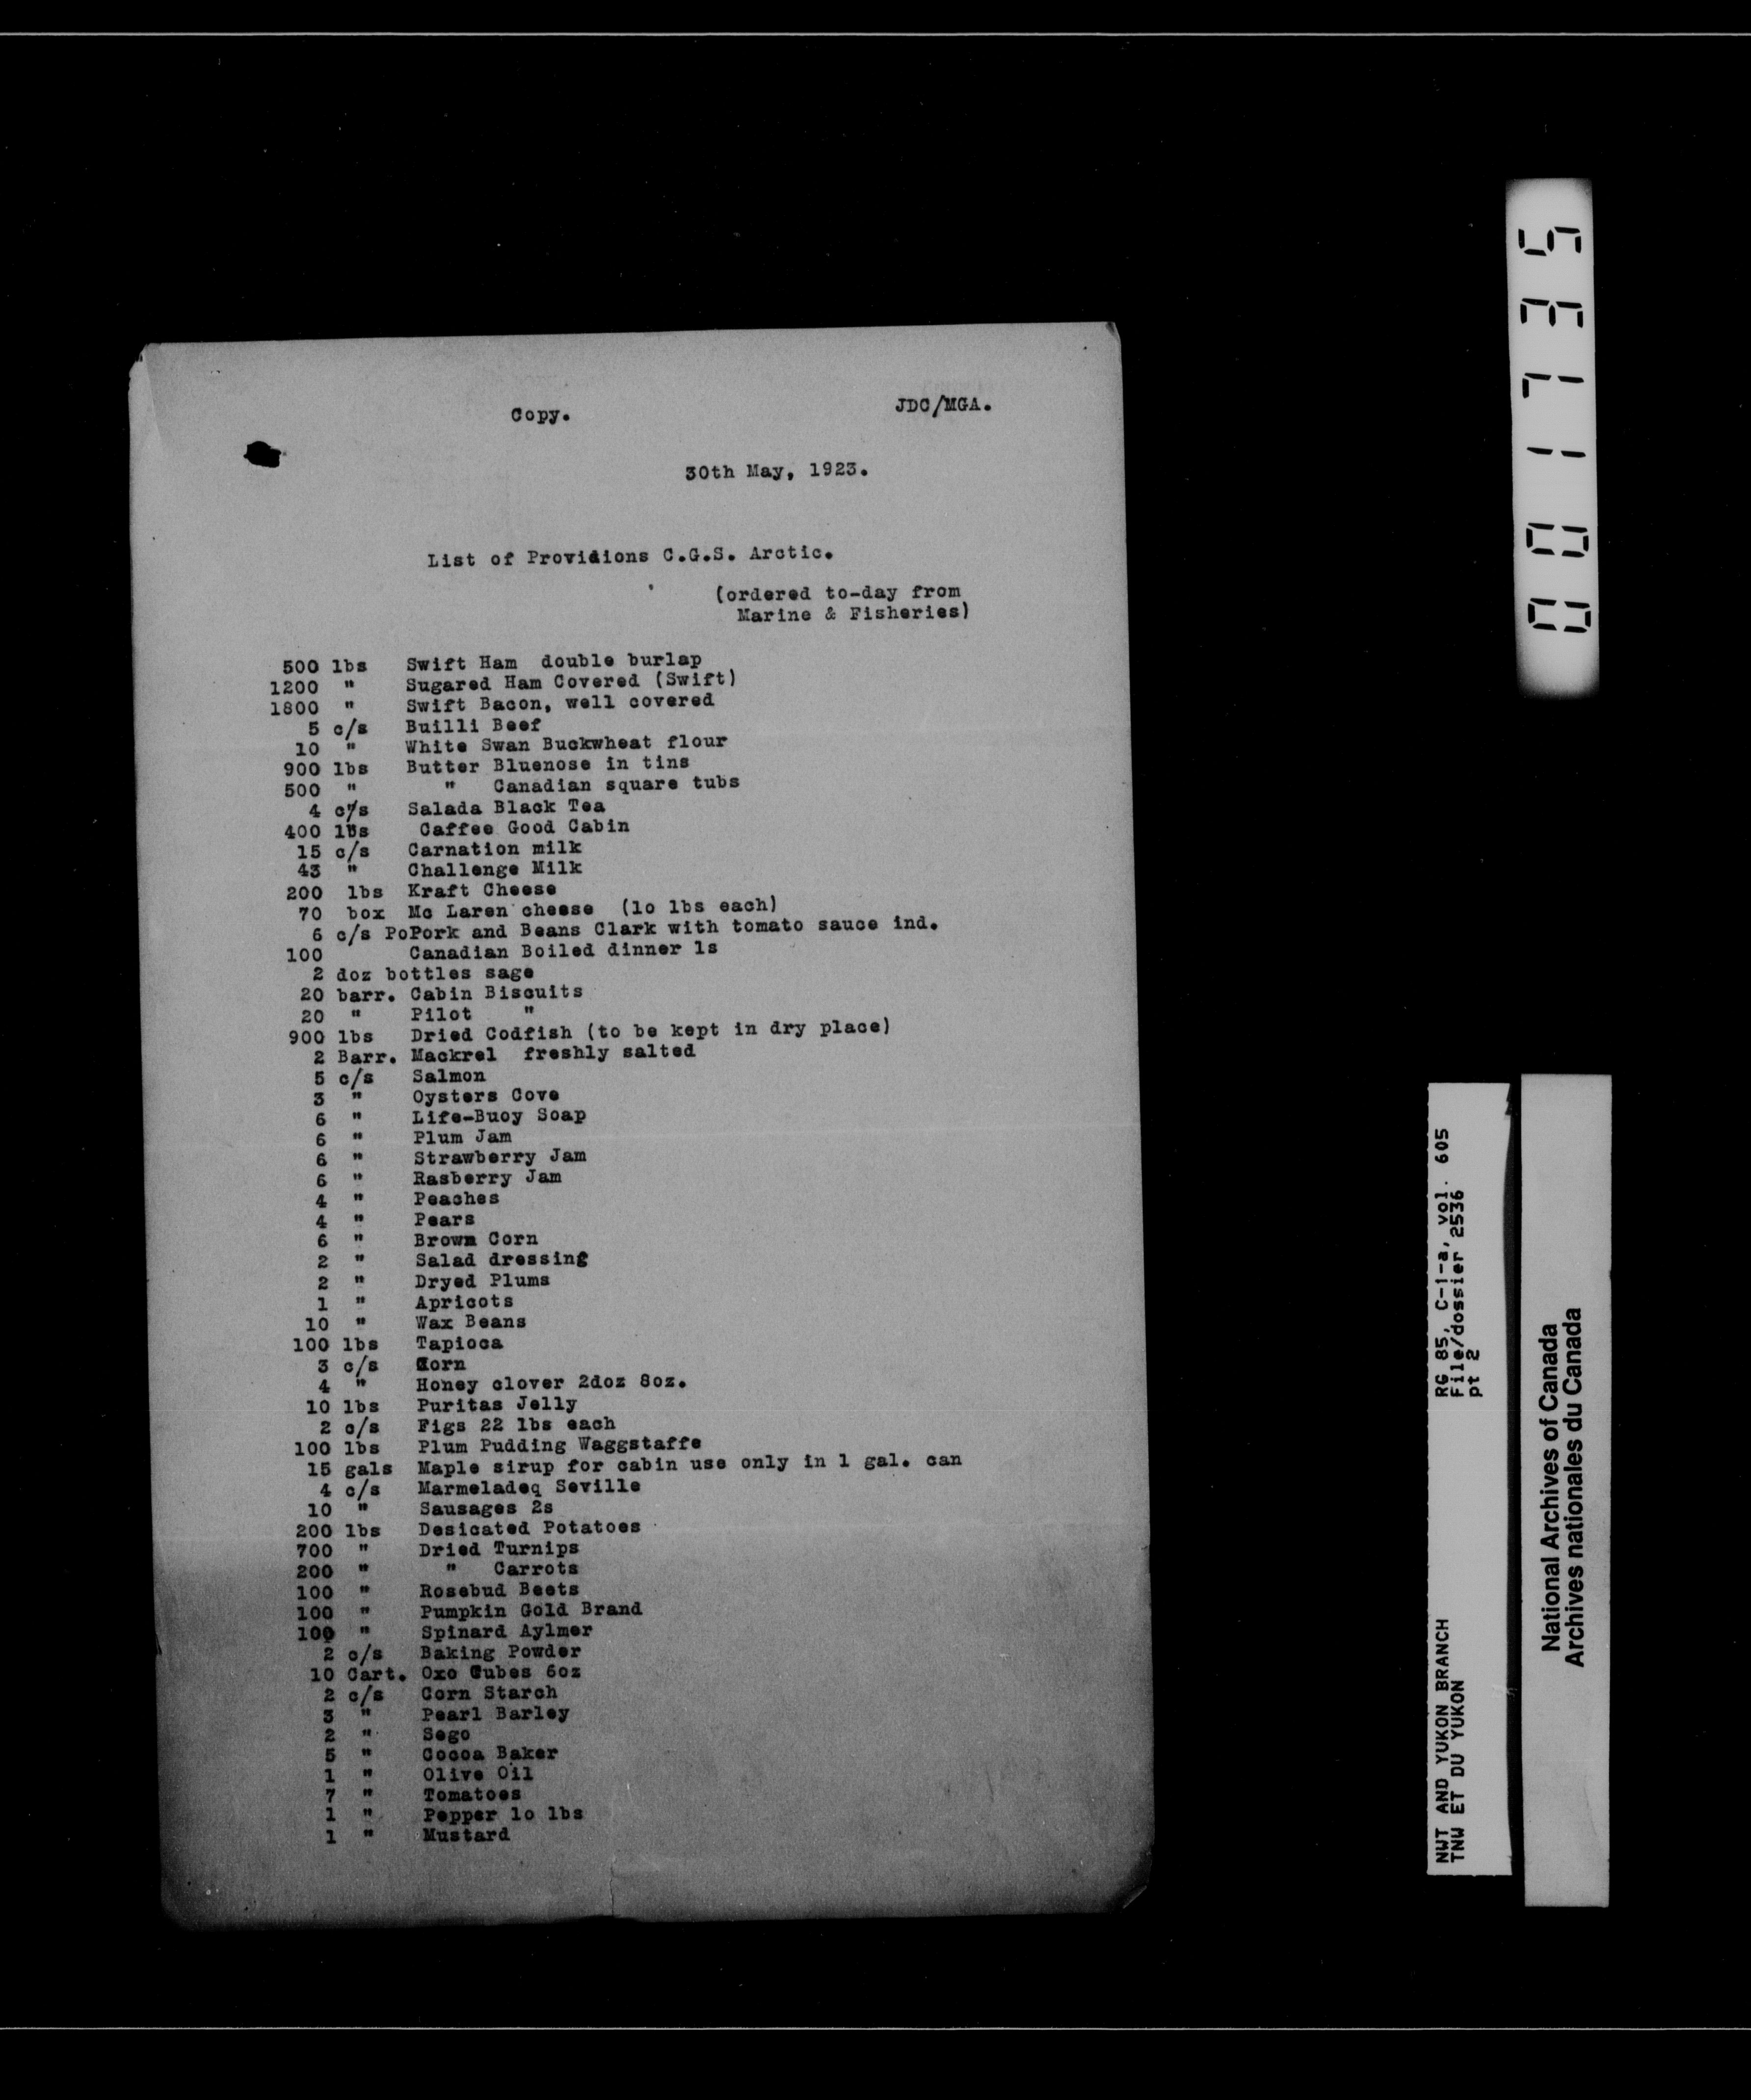 Copy.
JDC/MGA.
30th May, 1923.
List of Providions C.G.S. Arctic.
(ordered to-day from
Marine & Fisheries)
500 lbs Swift Ham double burlap
1200 " Sugared Ham Covered (Swift)
1800 " Swift Bacon, well covered
5 c/s Builli Beef
10 " White Swan Buckwheat flour
900 lbs Butter Bluenose in tins
500 " " Canadian square tubs
4 c/s Salada Black Tea
400 lbs Caffee Good Cabin
15 c/s Carnation milk
43 " Challenge Milk
200 lbs Kraft Cheese
70 box Mc Laren cheese (lo lbs each)
6 c/s PoPork and Beans Clark with tomato sauce ind.
100 Canadian Boiled dinner 1s
2 doz bottles sage
20 barr. Cabin Biscuits
20 " Pilot "
900 lbs Dried Codfish (to be kept in dry place)
2 Barr. Mackrel freshly salted
5 c/s Salmon
3 " Oysters Cove
6 " Life-Buoy Soap
6 " Plum Jam
6 " Strawberry Jam
6 " Rasberry Jam
4 " Peaches
4 " Pears
6 " Brown Corn
2 " Salad dressing
2 " Dryed Plums
1 " Apricots
10 " Wax Beans
100 lbs Tapioca
3 c/s Corn
4 " Honey clover 2doz 8oz.
10 lbs Puritas Jelly
2 c/s Figs 22 lbs each
100 lbs Plum Pudding Waggstaffe
15 gals Maple sirup for cabin use only in 1 gal. can
4 c/s Marmeladeq Seville
10 " Sausages 2s
200 lbs Desicated Potatoes
700 " Dried Turnips
200 " " Carrots
100 " Rosebud Beets
100 " Pumpkin Gold Brand
100 " Spinard Aylmer
2 c/s Baking Powder
10 Cart. Oxo Cubes 6oz
2 c/s Corn Starch
3 " Pearl Barley
2 " Sego
5 " Cocoa Baker
1 " Olive Oil
7 " Tomatoes
1 " Pepper lo lbs
1 " Mustard
001735
RG 85, C-1-a, vol. 605
File/dossier 2536
pt 2
NWT AND YUKON BRANCH
TNW ET DU YUKON
National Archives of Canada
Archives nationales du Canada